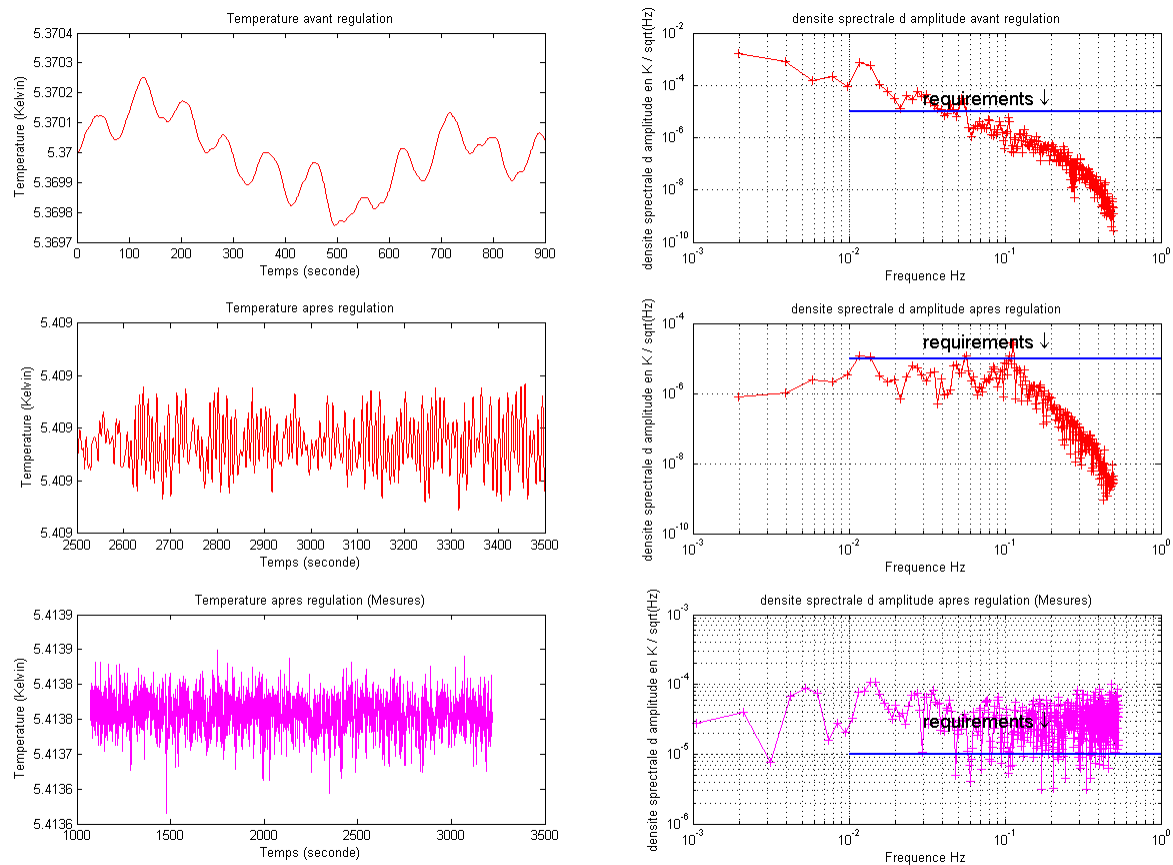 Temperature avant regulation
Temperature (Kelvin)
5.3704
5.3703
5.3702
5.3701
5.37
5.3699
5.3698
5.3697
0 100 200 300 400 500 600 700 800 900
Temps (seconde)
densite spectrale d amplitude avant regulation
densite sprectrale d amplitude en K / sqrt(Hz)
10^-2
10^-4
10^-6
10^-8
10^-10
requirements ↓
10^-3 10^-2 10^-1 10^0
Frequence Hz
Temperature apres regulation
Temperature (Kelvin)
5.409
5.409
5.409
5.409
5.409
2500 2600 2700 2800 2900 3000 3100 3200 3300 3400 3500
Temps (seconde)
densite sprectrale d amplitude apres regulation
densite sprectrale d amplitude en K / sqrt(Hz)
10^-4
10^-6
10^-8
10^-10
requirements ↓
10^-3 10^-2 10^-1 10^0
Frequence Hz
Temperature apres regulation (Mesures)
Temperature (Kelvin)
5.4139
5.4139
5.4138
5.4138
5.4137
5.4136
5.4136
1000 1500 2000 2500 3000 3500
Temps (seconde)
densite sprectrale d amplitude apres regulation (Mesures)
densite sprectrale d amplitude en K / sqrt(Hz)
10^-3
10^-4
10^-5
10^-6
requirements ↓
10^-3 10^-2 10^-1 10^0
Frequence Hz